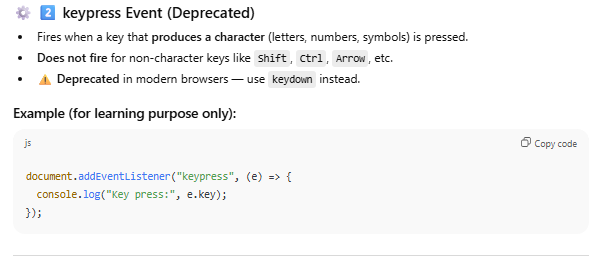 ⚙️ 2️⃣ keypress Event (Deprecated)
• Fires when a key that produces a character (letters, numbers, symbols) is pressed.
• Does not fire for non-character keys like Shift, Ctrl, Arrow, etc.
• ⚠️ Deprecated in modern browsers — use keydown instead.
Example (for learning purpose only):
js
Copy code
document.addEventListener("keypress", (e) => {
  console.log("Key press:", e.key);
});